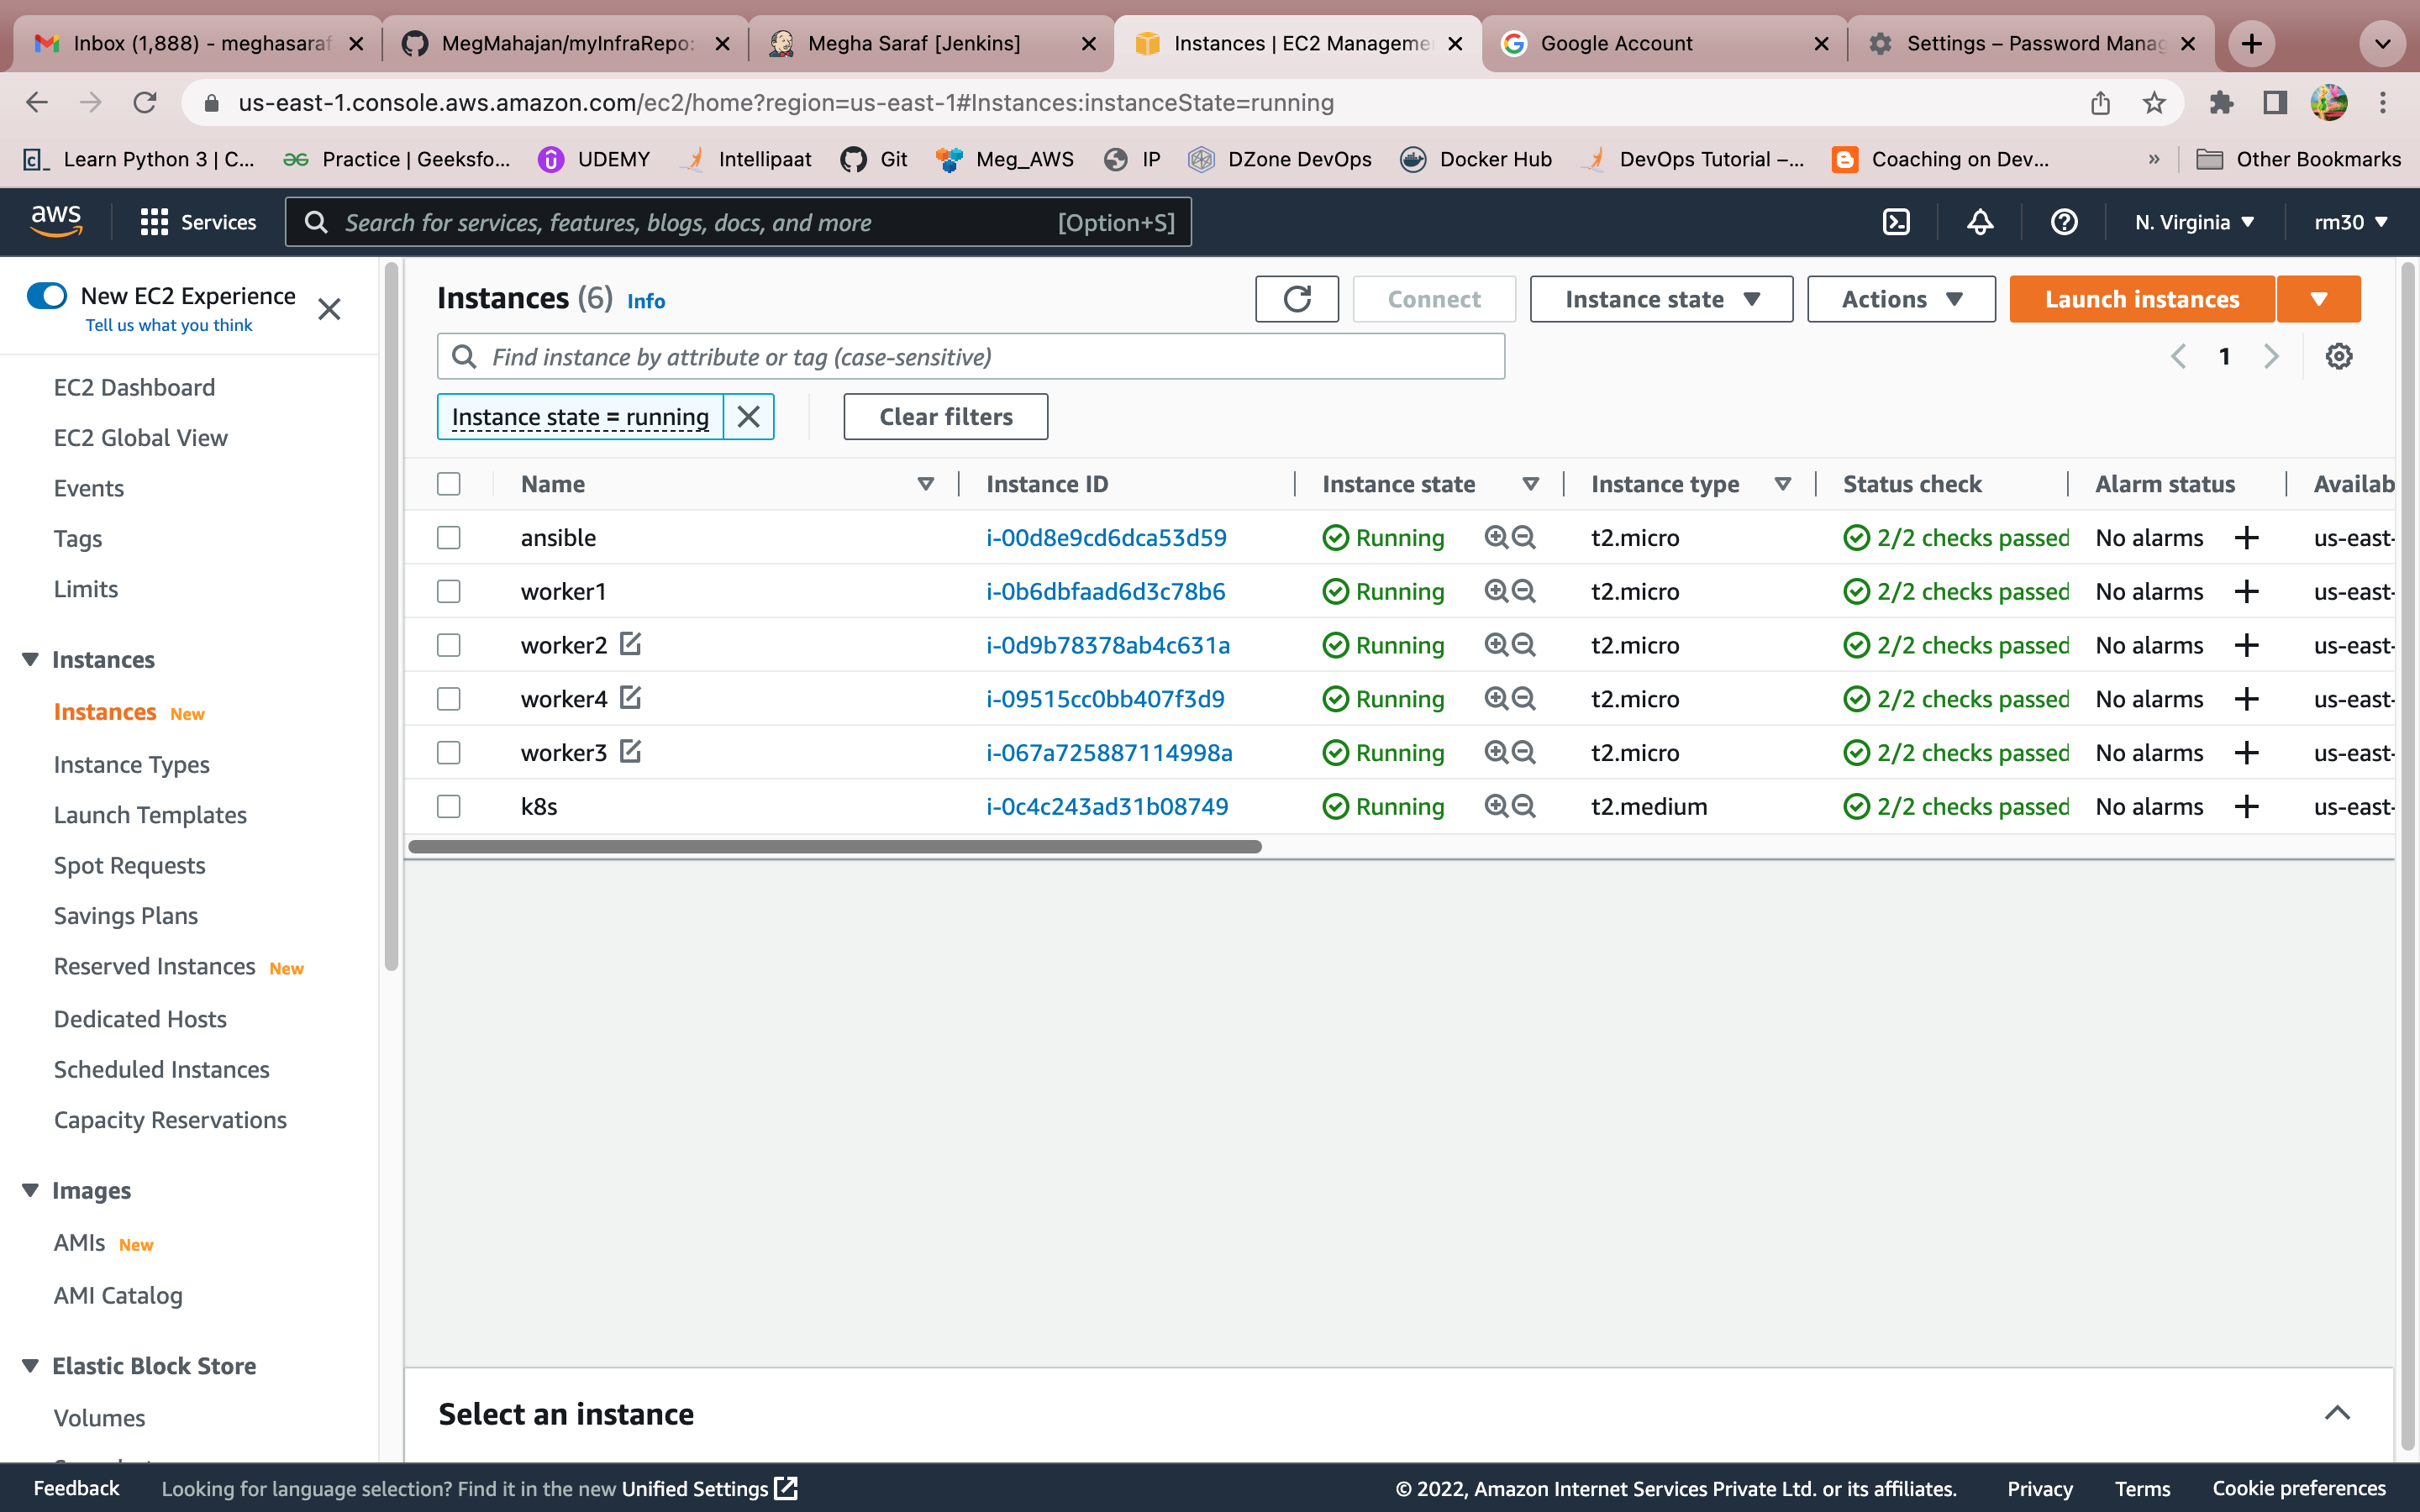 Inbox (1,888) - meghasaraf
MegMahajan/myInfraRepo:
Megha Saraf [Jenkins]
Instances | EC2 Manageme
Google Account
Settings – Password Manag
us-east-1.console.aws.amazon.com/ec2/home?region=us-east-1#Instances:instanceState=running
Learn Python 3 | C...
Practice | Geeksfo...
UDEMY
Intellipaat
Git
Meg_AWS
IP
DZone DevOps
Docker Hub
DevOps Tutorial –...
Coaching on Dev...
»
Other Bookmarks
aws
Services
Search for services, features, blogs, docs, and more [Option+S]
N. Virginia
rm30
New EC2 Experience
Tell us what you think
EC2 Dashboard
EC2 Global View
Events
Tags
Limits
Instances
Instances New
Instance Types
Launch Templates
Spot Requests
Savings Plans
Reserved Instances New
Dedicated Hosts
Scheduled Instances
Capacity Reservations
Images
AMIs New
AMI Catalog
Elastic Block Store
Volumes
Instances (6) Info
Connect
Instance state
Actions
Launch instances
Find instance by attribute or tag (case-sensitive)
1
Instance state = running
Clear filters
Name Instance ID Instance state Instance type Status check Alarm status Availab
ansible i-00d8e9cd6dca53d59 Running t2.micro 2/2 checks passed No alarms + us-east-
worker1 i-0b6dbfaad6d3c78b6 Running t2.micro 2/2 checks passed No alarms + us-east-
worker2 i-0d9b78378ab4c631a Running t2.micro 2/2 checks passed No alarms + us-east-
worker4 i-09515cc0bb407f3d9 Running t2.micro 2/2 checks passed No alarms + us-east-
worker3 i-067a725887114998a Running t2.micro 2/2 checks passed No alarms + us-east-
k8s i-0c4c243ad31b08749 Running t2.medium 2/2 checks passed No alarms + us-east-
Select an instance
Feedback
Looking for language selection? Find it in the new Unified Settings
© 2022, Amazon Internet Services Private Ltd. or its affiliates.
Privacy
Terms
Cookie preferences